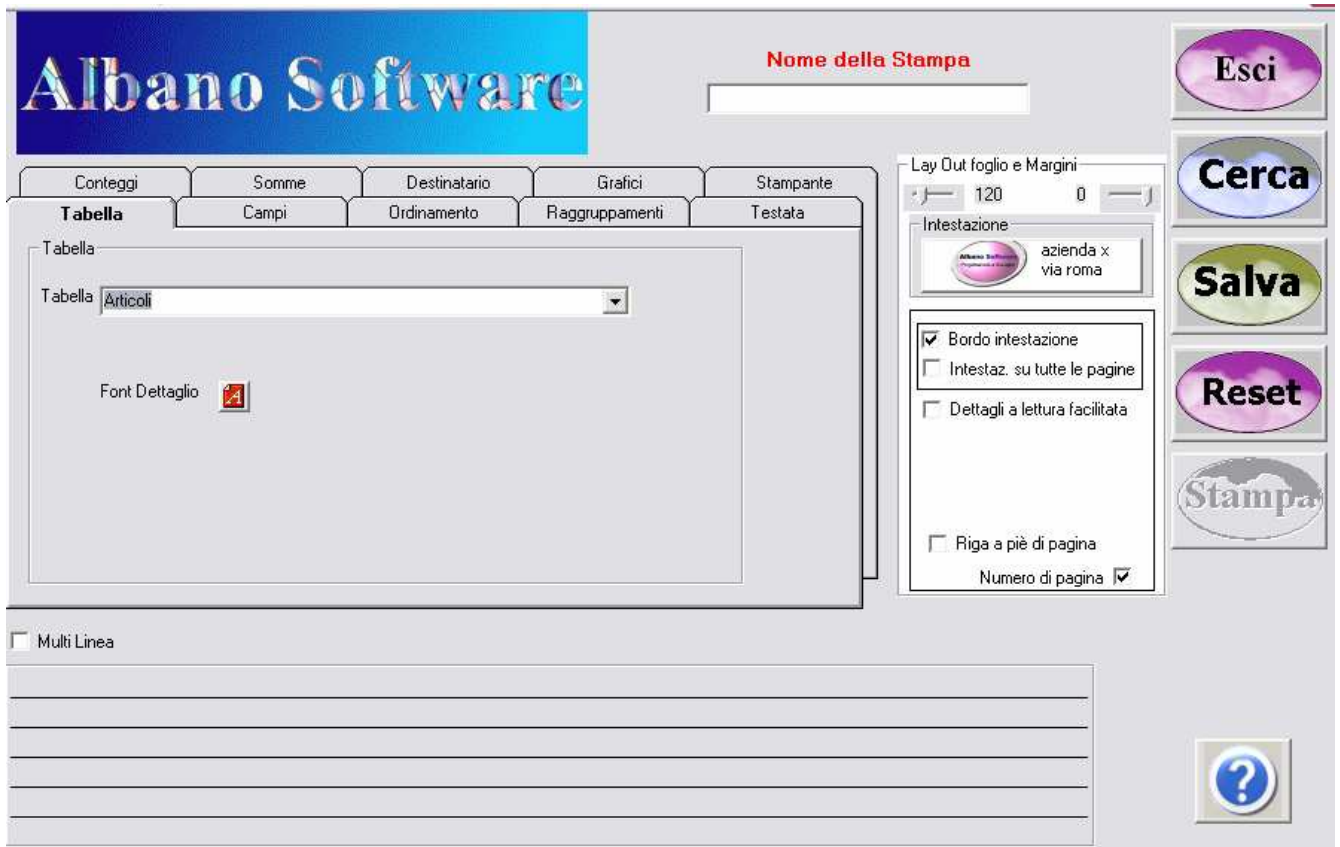 Albano Software
Nome della Stampa
Esci
Cerca
Salva
Reset
Stampa
Conteggi Somme Destinatario Grafici Stampante
Tabella Campi Ordinamento Raggruppamenti Testata
Tabella
Tabella Articoli
Font Dettaglio
Lay Out foglio e Margini
120 0
Intestazione
Albano Software
azienda x
via roma
Bordo intestazione
Intestaz. su tutte le pagine
Dettagli a lettura facilitata
Riga a piè di pagina
Numero di pagina
Multi Linea